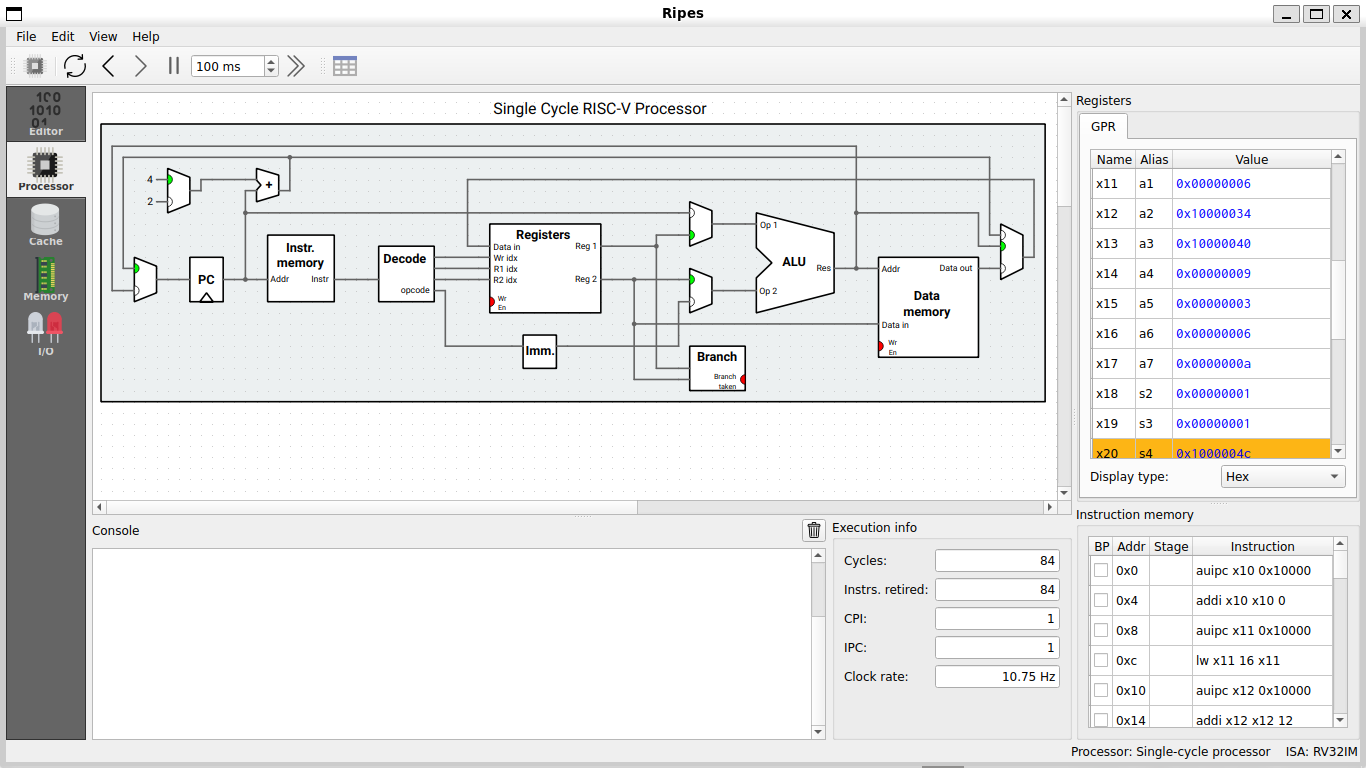 Ripes
File Edit View Help
100 ms
Editor
Processor
Cache
Memory
I/O
Single Cycle RISC-V Processor
4
2
+
PC
Instr. memory
Addr Instr
Decode
opcode
Registers
Data in
Wr idx
R1 idx
R2 idx
Wr En
Reg 1
Reg 2
Imm.
Op 1
Op 2
ALU
Res
Branch
Branch taken
Addr Data out
Data memory
Data in
Wr En
Registers
GPR
Name Alias Value
x11 a1 0x00000006
x12 a2 0x10000034
x13 a3 0x10000040
x14 a4 0x00000009
x15 a5 0x00000003
x16 a6 0x00000006
x17 a7 0x0000000a
x18 s2 0x00000001
x19 s3 0x00000001
x20 s4 0x1000004c
Display type: Hex
Console
Execution info
Cycles: 84
Instrs. retired: 84
CPI: 1
IPC: 1
Clock rate: 10.75 Hz
Instruction memory
BP Addr Stage Instruction
0x0 auipc x10 0x10000
0x4 addi x10 x10 0
0x8 auipc x11 0x10000
0xc lw x11 16 x11
0x10 auipc x12 0x10000
0x14 addi x12 x12 12
Processor: Single-cycle processor ISA: RV32IM